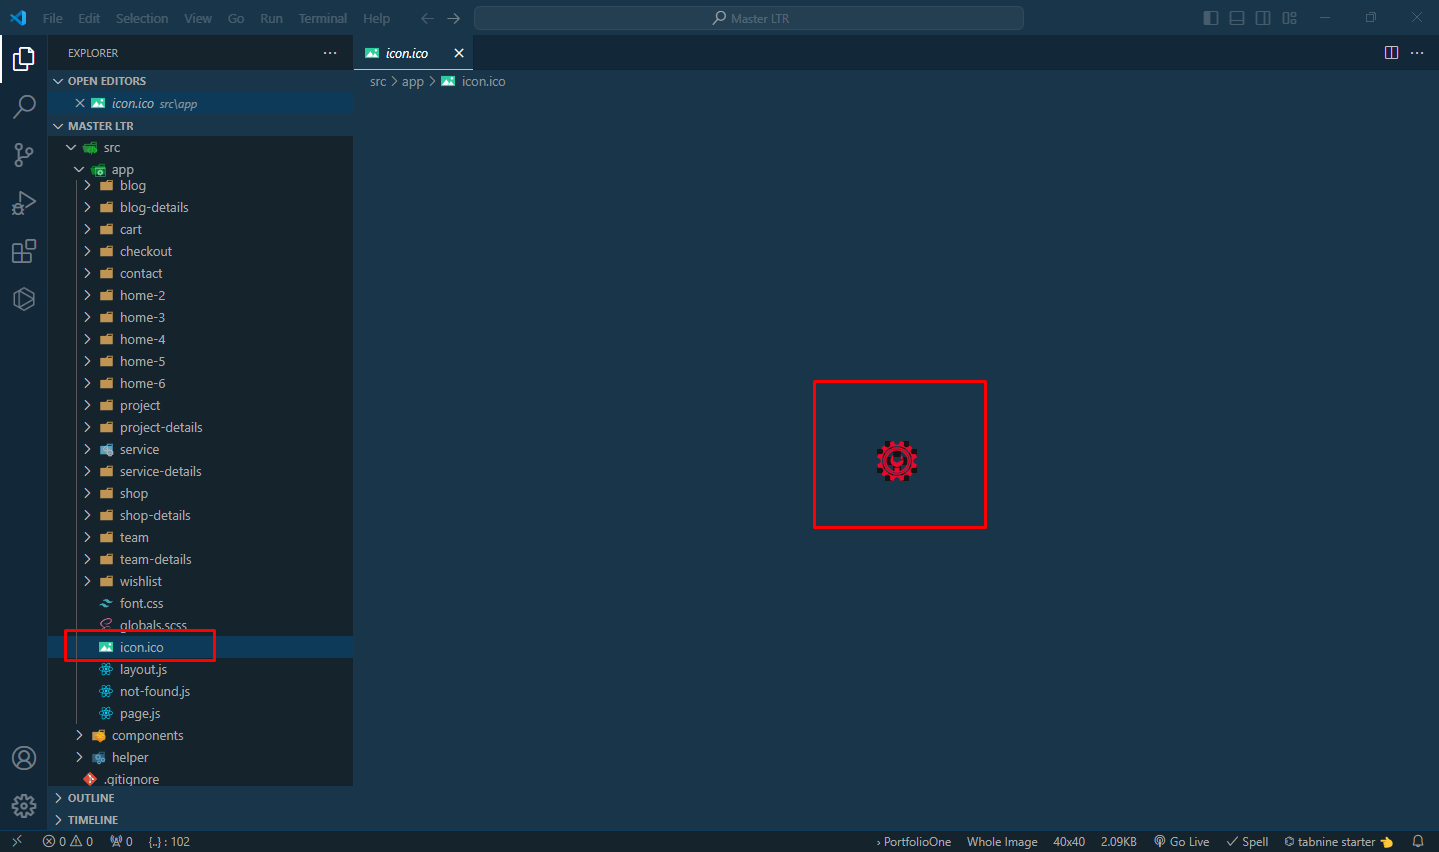 File Edit Selection View Go Run Terminal Help
Master LTR
EXPLORER
icon.ico
OPEN EDITORS
icon.ico src\app
src > app > icon.ico
MASTER LTR
src
app
blog
blog-details
cart
checkout
contact
home-2
home-3
home-4
home-5
home-6
project
project-details
service
service-details
shop
shop-details
team
team-details
wishlist
font.css
globals.scss
icon.ico
layout.js
not-found.js
page.js
components
helper
.gitignore
OUTLINE
TIMELINE
0 0 0 {..} : 102 › PortfolioOne Whole Image 40x40 2.09KB Go Live Spell tabnine starter